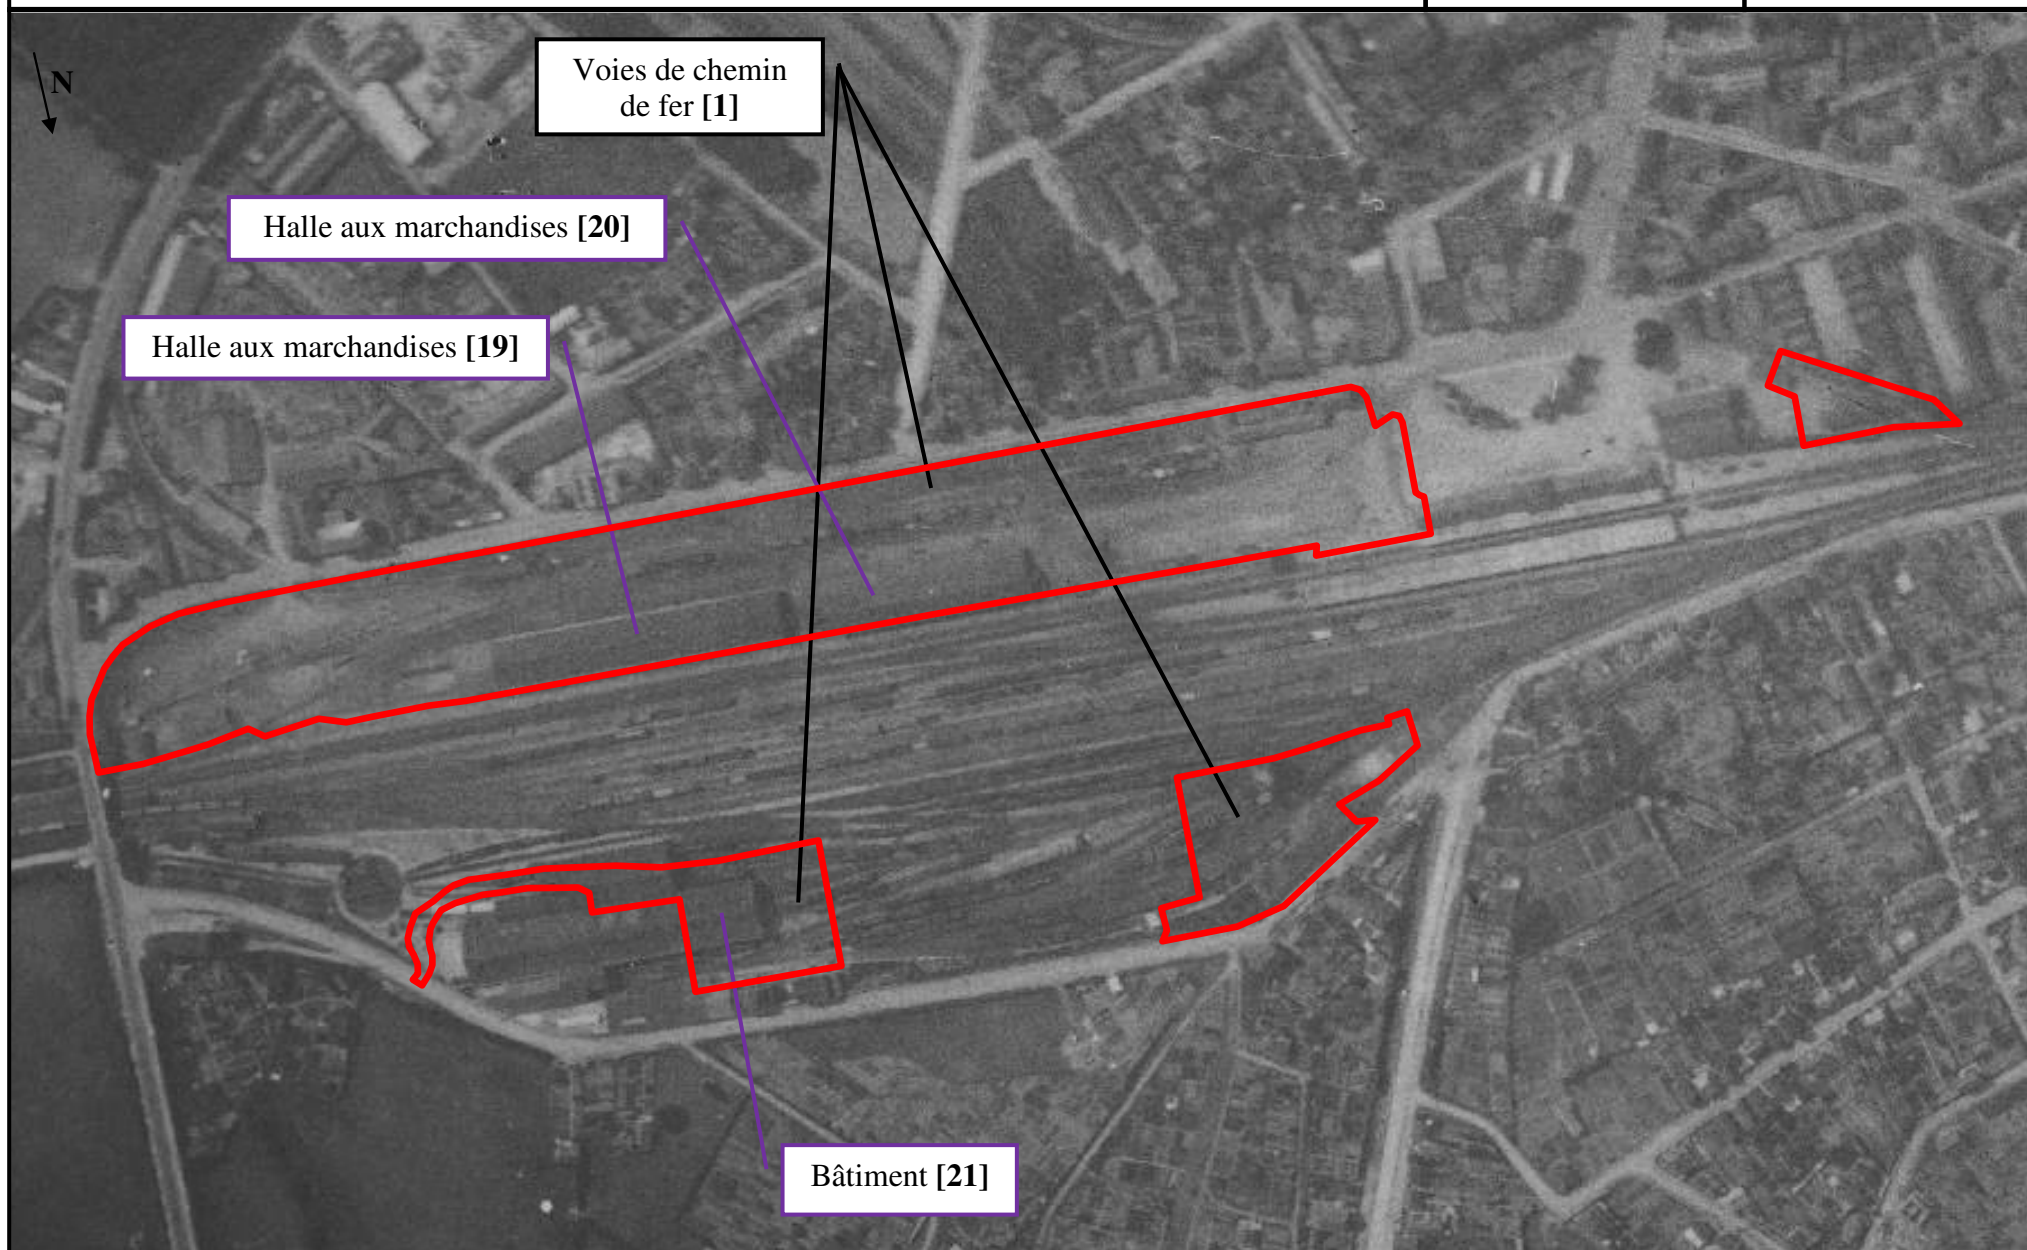 N
Voies de chemin
de fer [1]
Halle aux marchandises [20]
Halle aux marchandises [19]
Bâtiment [21]